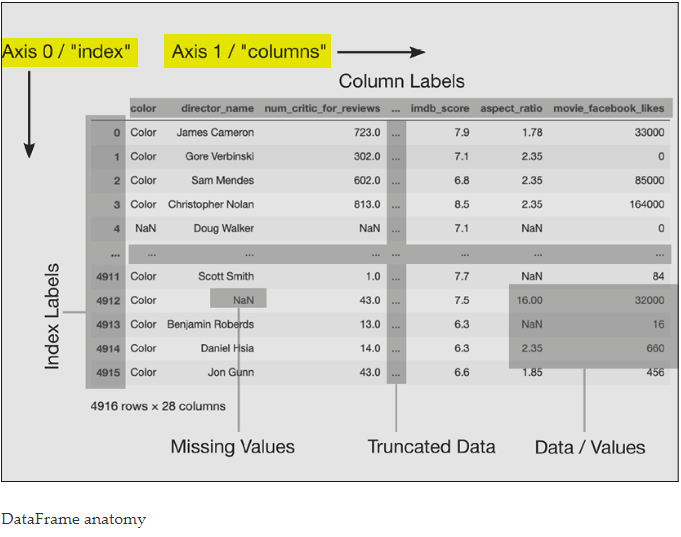 Axis 0 / "index" Axis 1 / "columns"
Column Labels
color director_name num_critic_for_reviews ... imdb_score aspect_ratio movie_facebook_likes
0 Color James Cameron 723.0 ... 7.9 1.78 33000
1 Color Gore Verbinski 302.0 ... 7.1 2.35 0
2 Color Sam Mendes 602.0 ... 6.8 2.35 85000
3 Color Christopher Nolan 813.0 ... 8.5 2.35 164000
4 NaN Doug Walker NaN ... 7.1 NaN 0
... ... ... ... ... ... ... ...
4911 Color Scott Smith 1.0 ... 7.7 NaN 84
4912 Color NaN 43.0 ... 7.5 16.00 32000
4913 Color Benjamin Roberds 13.0 ... 6.3 NaN 16
4914 Color Daniel Hsia 14.0 ... 6.3 2.35 660
4915 Color Jon Gunn 43.0 ... 6.6 1.85 456
Index Labels
4916 rows × 28 columns
Missing Values Truncated Data Data / Values
DataFrame anatomy